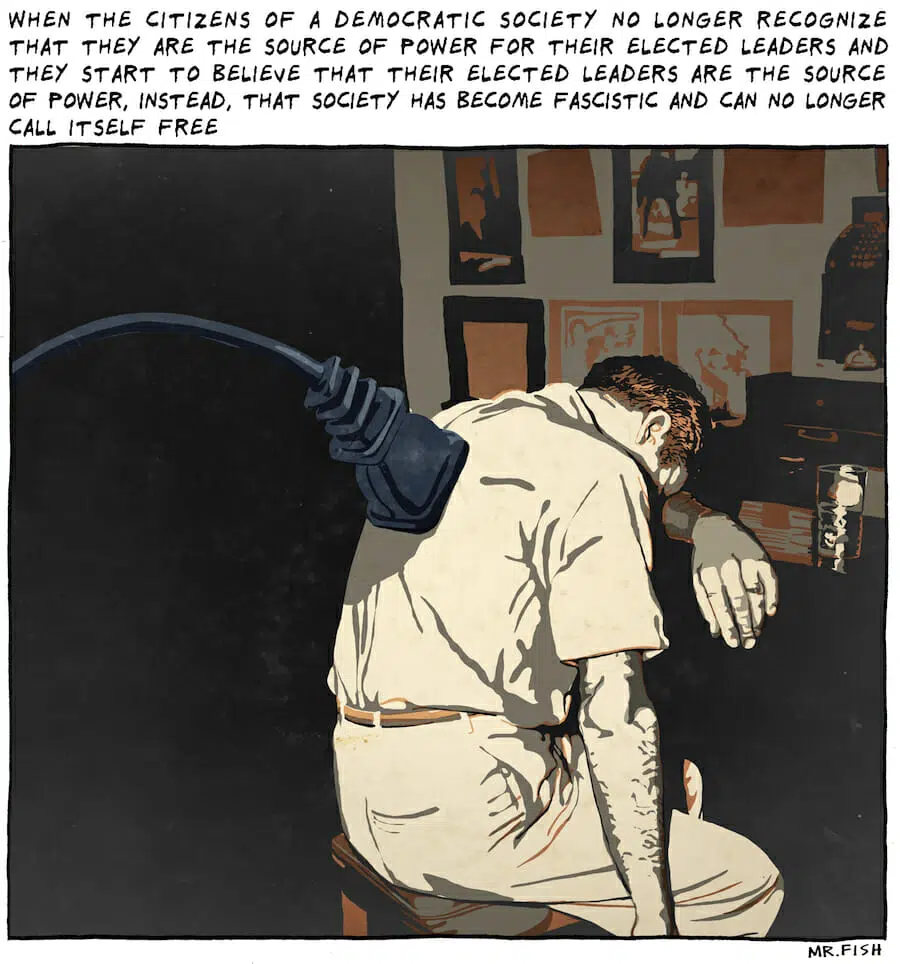 WHEN THE CITIZENS OF A DEMOCRATIC SOCIETY NO LONGER RECOGNIZE
THAT THEY ARE THE SOURCE OF POWER FOR THEIR ELECTED LEADERS AND
THEY START TO BELIEVE THAT THEIR ELECTED LEADERS ARE THE SOURCE
OF POWER, INSTEAD, THAT SOCIETY HAS BECOME FASCISTIC AND CAN NO LONGER
CALL ITSELF FREE
MR. FISH